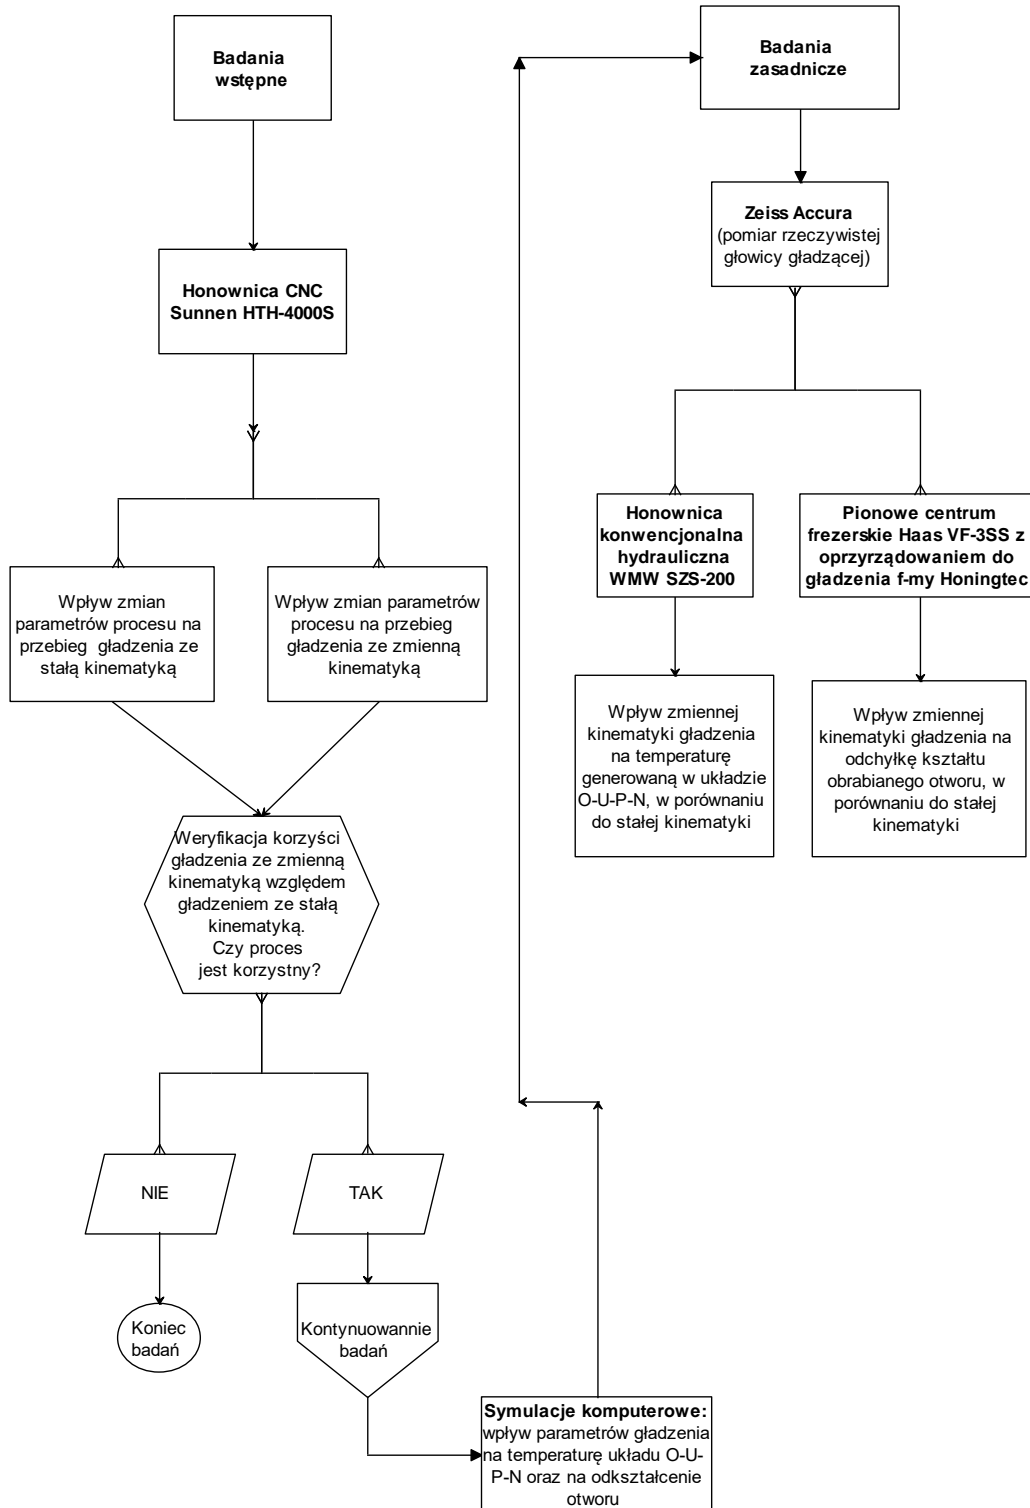 Badania
wstępne
Honownica CNC
Sunnen HTH-4000S
Wpływ zmian
parametrów procesu na
przebieg gładzenia ze
stałą kinematyką
Wpływ zmian parametrów
procesu na przebieg
gładzenia ze zmienną
kinematyką
Weryfikacja korzyści
gładzenia ze zmienną
kinematyką względem
gładzeniem ze stałą
kinematyką.
Czy proces
jest korzystny?
NIE
TAK
Koniec
badań
Kontynuowannie
badań
Symulacje komputerowe:
wpływ parametrów gładzenia
na temperaturę układu O-U-
P-N oraz na odkształcenie
otworu
Badania
zasadnicze
Zeiss Accura
(pomiar rzeczywistej
głowicy gładzącej)
Honownica
konwencjonalna
hydrauliczna
WMW SZS-200
Pionowe centrum
frezerskie Haas VF-3SS z
oprzyrządowaniem do
gładzenia f-my Honingtec
Wpływ zmiennej
kinematyki gładzenia
na temperaturę
generowaną w układzie
O-U-P-N, w porównaniu
do stałej kinematyki
Wpływ zmiennej
kinematyki gładzenia na
odchyłkę kształtu
obrabianego otworu, w
porównaniu do stałej
kinematyki